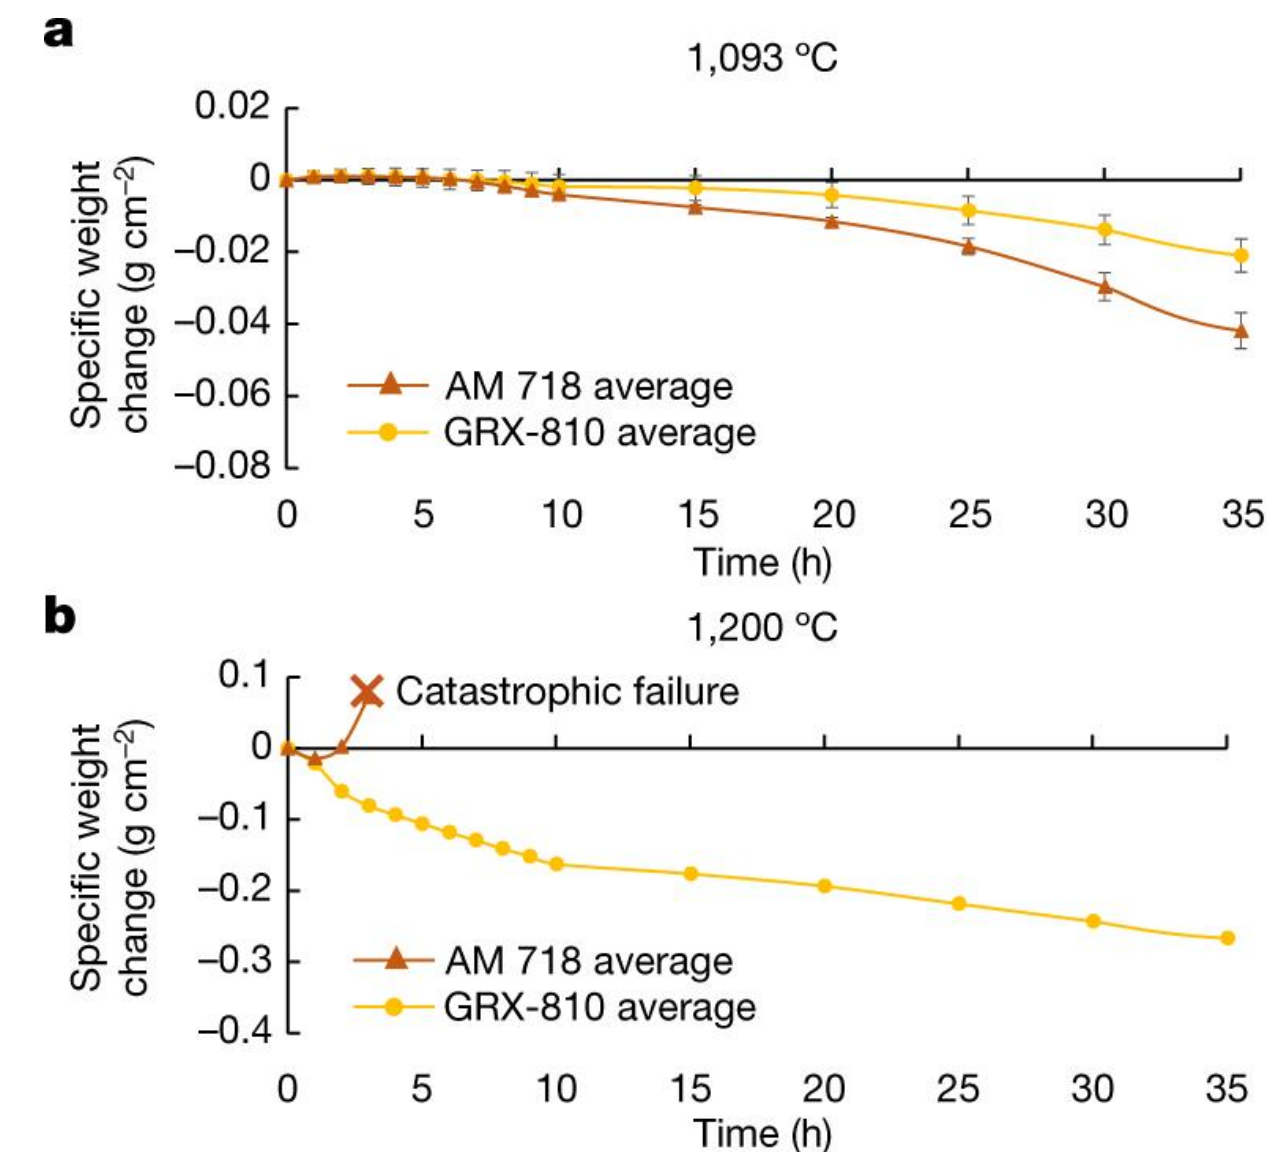 a
1,093 ºC
0.02
0
–0.02
–0.04
–0.06
–0.08
Specific weight
change (g cm⁻²)
AM 718 average
GRX-810 average
0 5 10 15 20 25 30 35
Time (h)
b
1,200 ºC
0.1
0
–0.1
–0.2
–0.3
–0.4
Specific weight
change (g cm⁻²)
Catastrophic failure
AM 718 average
GRX-810 average
0 5 10 15 20 25 30 35
Time (h)